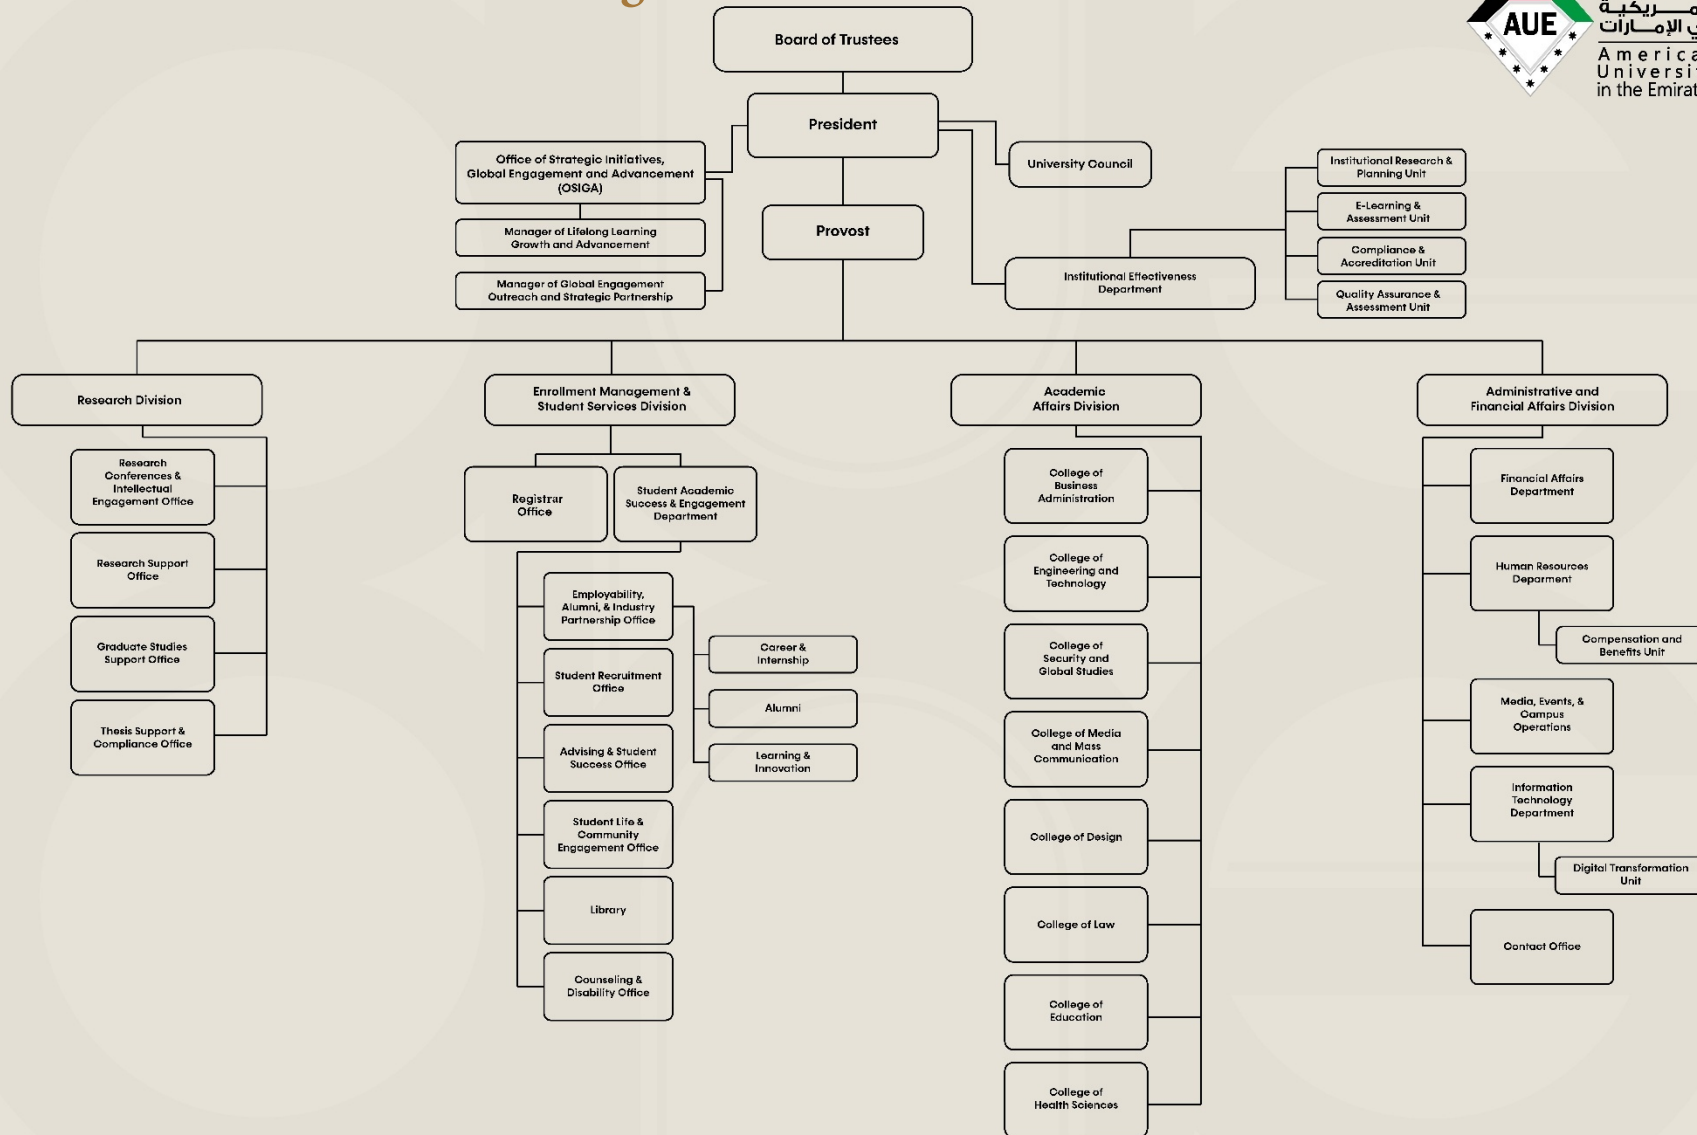 Board of Trustees
AUE
America
Universi
in the Emirat
President
Office of Strategic Initiatives,
Global Engagement and Advancement
(OSIGA)
University Council
Institutional Research &
Planning Unit
Manager of Lifelong Learning
Growth and Advancement
Provost
E-Learning &
Assessment Unit
Compliance &
Accreditation Unit
Manager of Global Engagement
Outreach and Strategic Partnership
Institutional Effectiveness
Department
Quality Assurance &
Assessment Unit
Research Division
Enrollment Management &
Student Services Division
Academic
Affairs Division
Administrative and
Financial Affairs Division
Research
Conferences &
Intellectual
Engagement Office
Research Support
Office
Graduate Studies
Support Office
Thesis Support &
Compliance Office
Registrar
Office
Student Academic
Success & Engagement
Department
Employability,
Alumni, & Industry
Partnership Office
Student Recruitment
Office
Advising & Student
Success Office
Student Life &
Community
Engagement Office
Library
Counseling &
Disability Office
Career &
Internship
Alumni
Learning &
Innovation
College of
Business
Administration
College of
Engineering and
Technology
College of
Security and
Global Studies
College of Media
and Mass
Communication
College of Design
College of Law
College of
Education
College of
Health Sciences
Financial Affairs
Department
Human Resources
Deparment
Compensation and
Benefits Unit
Media, Events, &
Campus
Operations
Information
Technology
Department
Digital Transformation
Unit
Contact Office